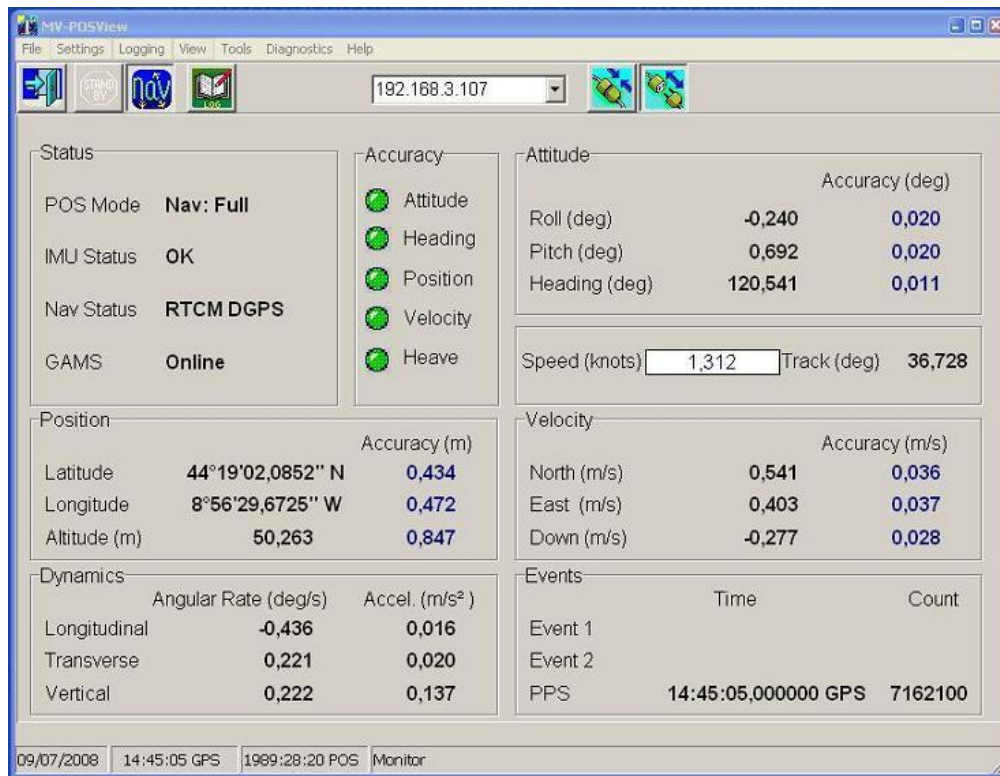 MV-POSView
File Settings Logging View Tools Diagnostics Help
STAND BY nav LOG 192.168.3.107
Status
POS Mode Nav: Full
IMU Status OK
Nav Status RTCM DGPS
GAMS Online
Accuracy
Attitude
Heading
Position
Velocity
Heave
Attitude
Accuracy (deg)
Roll (deg) -0,240 0,020
Pitch (deg) 0,692 0,020
Heading (deg) 120,541 0,011
Speed (knots) 1,312 Track (deg) 36,728
Position
Accuracy (m)
Latitude 44°19'02,0852" N 0,434
Longitude 8°56'29,6725" W 0,472
Altitude (m) 50,263 0,847
Velocity
Accuracy (m/s)
North (m/s) 0,541 0,036
East (m/s) 0,403 0,037
Down (m/s) -0,277 0,028
Dynamics
Angular Rate (deg/s) Accel. (m/s²)
Longitudinal -0,436 0,016
Transverse 0,221 0,020
Vertical 0,222 0,137
Events
Time Count
Event 1
Event 2
PPS 14:45:05,000000 GPS 7162100
09/07/2008 14:45:05 GPS 1989:28:20 POS Monitor